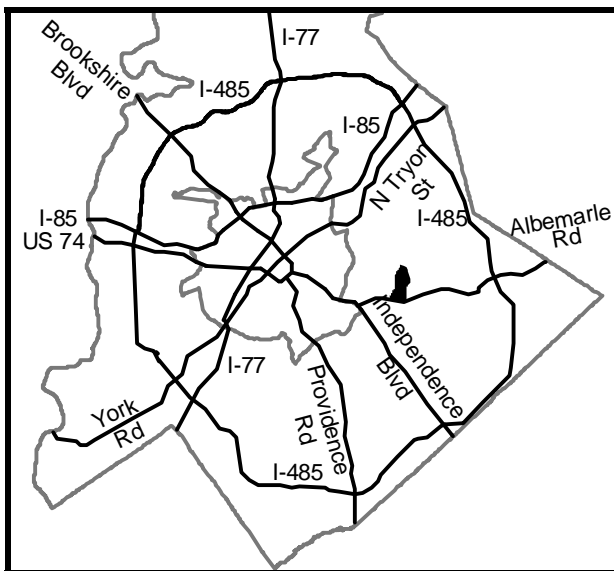 I-77
Brookshire
Blvd
I-485
I-85
N Tryon
St
I-85
US 74
I-485
Albemarle
Rd
Independence
Blvd
I-77
Providence
Rd
York
Rd
I-485